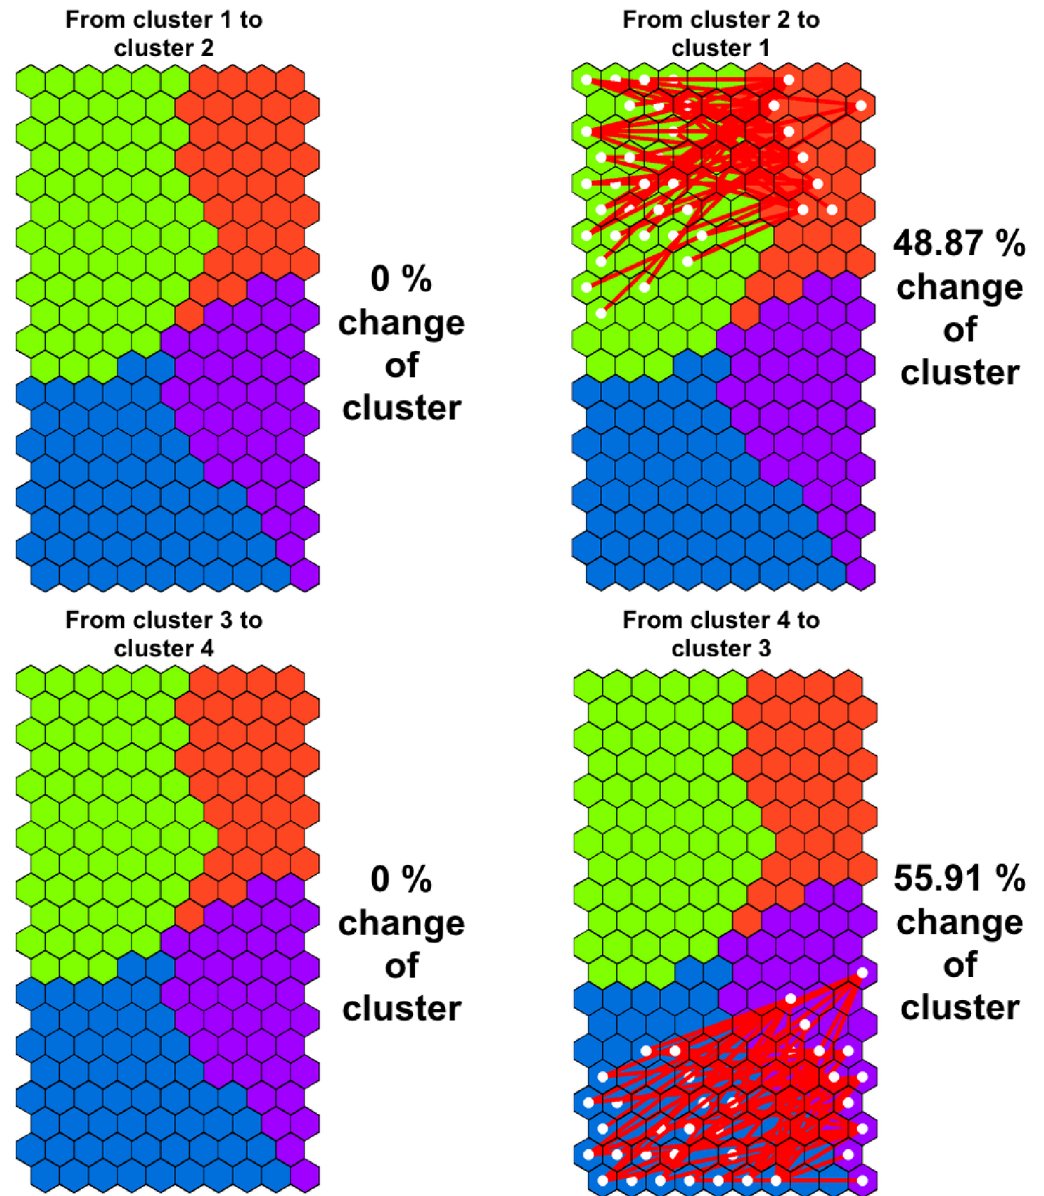 From cluster 1 to
cluster 2
0 %
change
of
cluster
From cluster 2 to
cluster 1
48.87 %
change
of
cluster
From cluster 3 to
cluster 4
0 %
change
of
cluster
From cluster 4 to
cluster 3
55.91 %
change
of
cluster